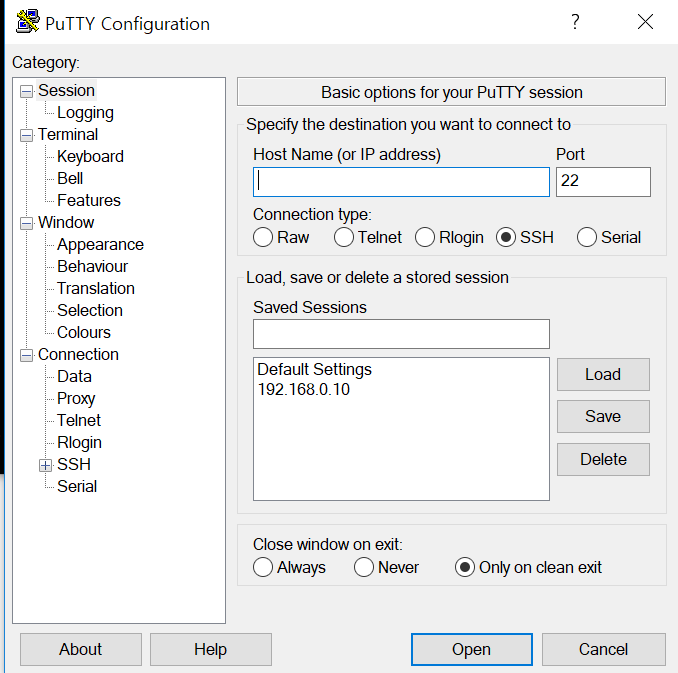 PuTTY Configuration
?
Category:
Session
Logging
Terminal
Keyboard
Bell
Features
Window
Appearance
Behaviour
Translation
Selection
Colours
Connection
Data
Proxy
Telnet
Rlogin
SSH
Serial
Basic options for your PuTTY session
Specify the destination you want to connect to
Host Name (or IP address) Port
22
Connection type:
Raw Telnet Rlogin SSH Serial
Load, save or delete a stored session
Saved Sessions
Default Settings
192.168.0.10
Load
Save
Delete
Close window on exit:
Always Never Only on clean exit
About Help Open Cancel